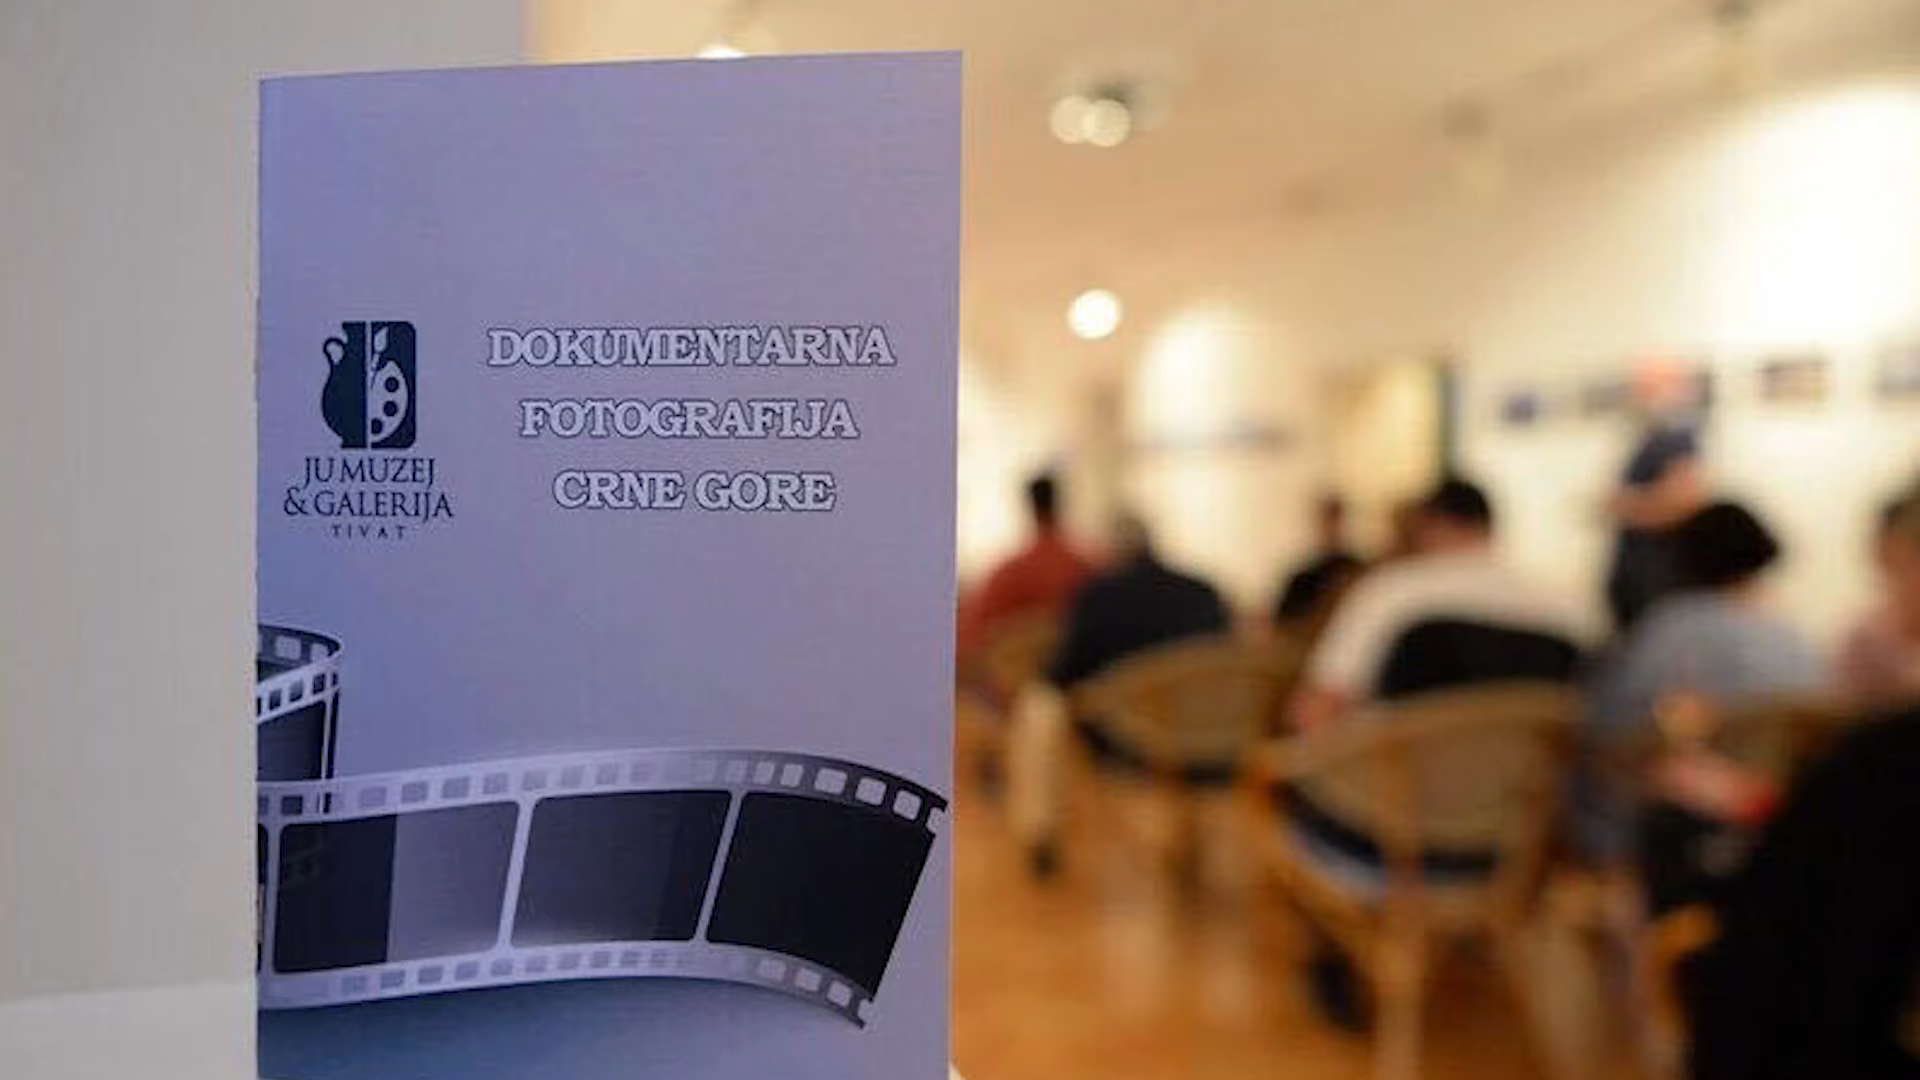 JU MUZEJ
& GALERIJA
TIVAT
DOKUMENTARNA
FOTOGRAFIJA
CRNE GORE